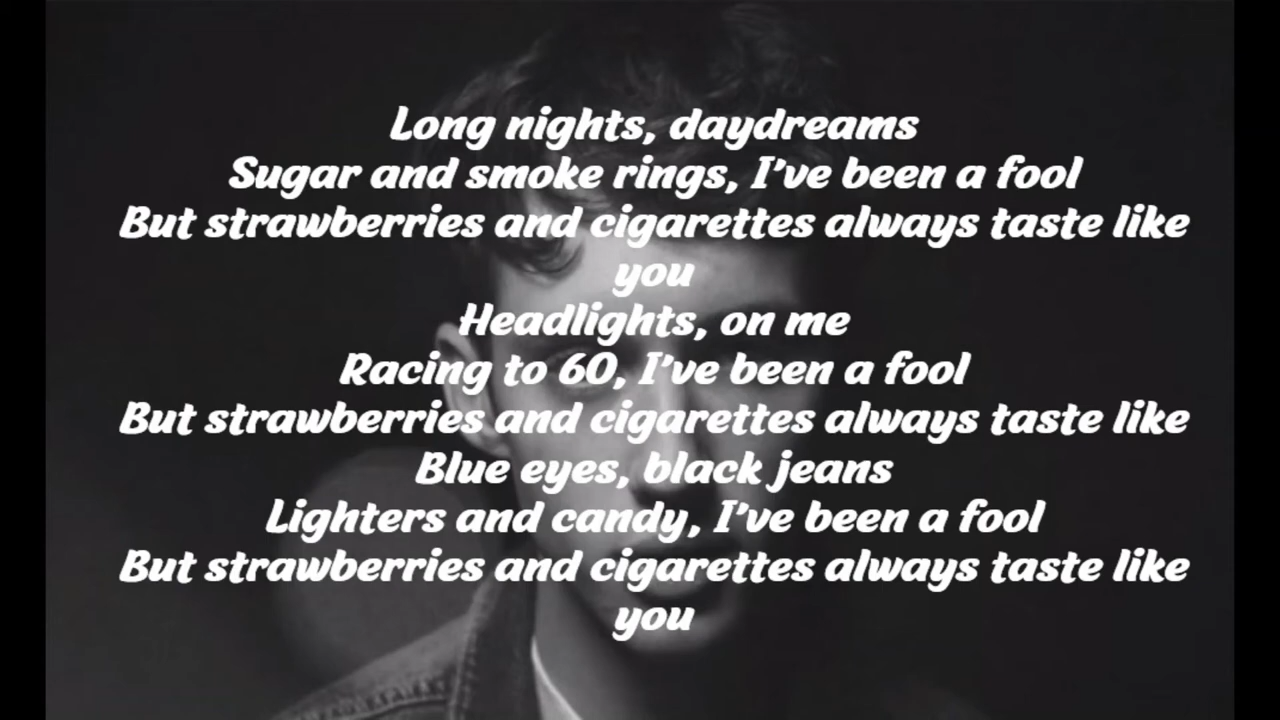 Long nights, daydreams
Sugar and smoke rings, I've been a fool
But strawberries and cigarettes always taste like
you
Headlights, on me
Racing to 60, I've been a fool
But strawberries and cigarettes always taste like
Blue eyes, black jeans
Lighters and candy, I've been a fool
But strawberries and cigarettes always taste like
you